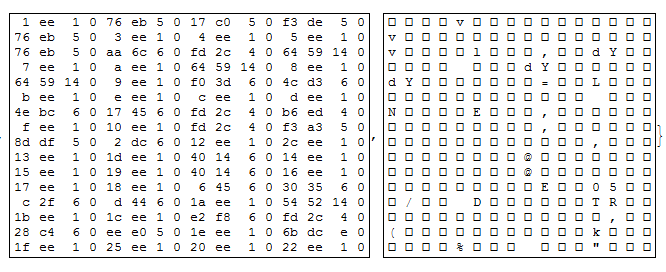 1 ee 1 0 76 eb 5 0 17 c0 5 0 f3 de 5 0 □ □ □ □ v □ □ □ □ □ □ □ □ □ □ □
76 eb 5 0 3 ee 1 0 4 ee 1 0 5 ee 1 0 v □ □ □ □ □ □ □ □ □ □ □ □ □ □ □
76 eb 5 0 aa 6c 6 0 fd 2c 4 0 64 59 14 0 v □ □ □ □ l □ □ □ , □ □ d Y □ □
7 ee 1 0 a ee 1 0 64 59 14 0 8 ee 1 0 □ □ □ □ □ □ □ d Y □ □ □ □ □ □
64 59 14 0 9 ee 1 0 f0 3d 6 0 4c d3 6 0 d Y □ □ □ □ □ □ □ = □ □ L □ □ □
b ee 1 0 e ee 1 0 c ee 1 0 d ee 1 0 □ □ □ □ □ □ □ □ □ □ □ □ □ □ □
4e bc 6 0 17 45 6 0 fd 2c 4 0 b6 ed 4 0 N □ □ □ □ E □ □ □ , □ □ □ □ □ □
f ee 1 0 10 ee 1 0 fd 2c 4 0 f3 a3 5 0 □ □ □ □ □ □ □ □ □ , □ □ □ □ □ □
8d df 5 0 2 dc 6 0 12 ee 1 0 2c ee 1 0 □ □ □ □ □ □ □ □ □ □ □ □ , □ □ □
13 ee 1 0 1d ee 1 0 40 14 6 0 14 ee 1 0 □ □ □ □ □ □ □ □ @ □ □ □ □ □ □ □
15 ee 1 0 19 ee 1 0 40 14 6 0 16 ee 1 0 □ □ □ □ □ □ □ □ @ □ □ □ □ □ □ □
17 ee 1 0 18 ee 1 0 6 45 6 0 30 35 6 0 □ □ □ □ □ □ □ □ □ E □ □ 0 5 □ □
c 2f 6 0 d 44 6 0 1a ee 1 0 54 52 14 0 □ / □ □ D □ □ □ □ □ □ T R □ □
1b ee 1 0 1c ee 1 0 e2 f8 6 0 fd 2c 4 0 □ □ □ □ □ □ □ □ □ □ □ □ □ , □ □
28 c4 6 0 ee e0 5 0 1e ee 1 0 6b dc e 0 ( □ □ □ □ □ □ □ □ □ □ □ k □ □ □
1f ee 1 0 25 ee 1 0 20 ee 1 0 22 ee 1 0 □ □ □ □ % □ □ □ □ □ □ " □ □ □